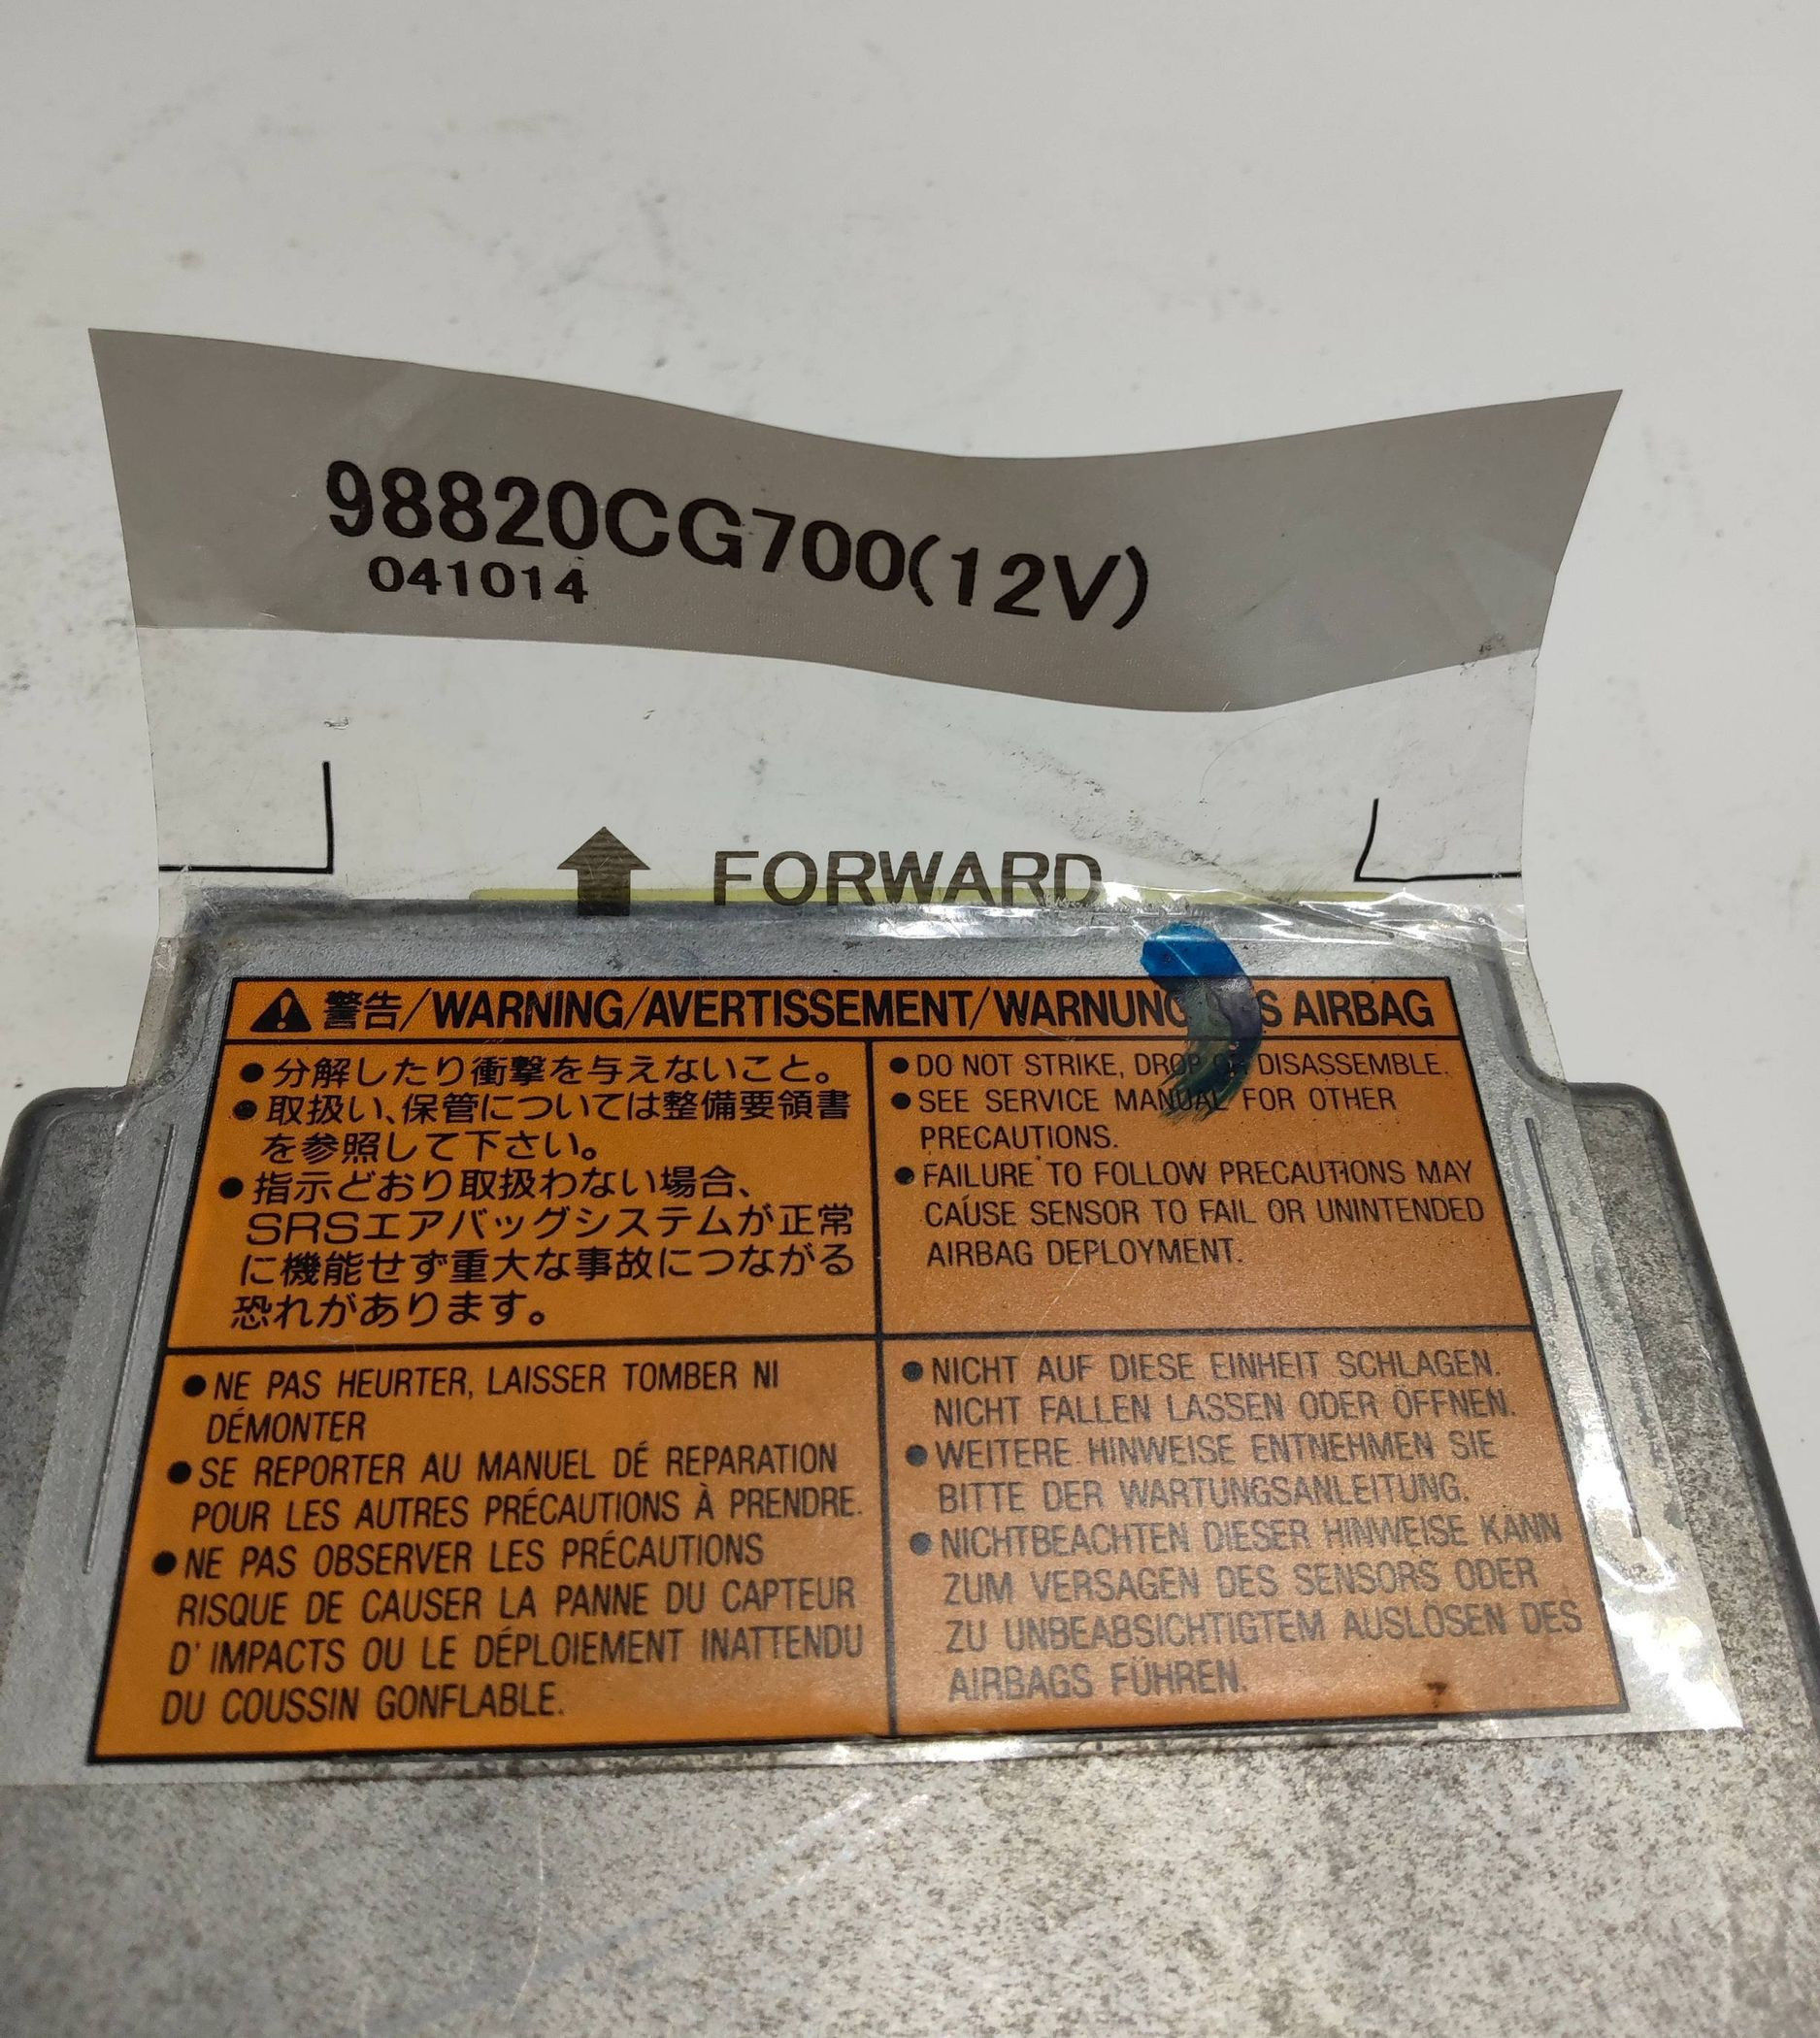 98820CG700(12V)
041014
FORWARD
警告/WARNING/AVERTISSEMENT/WARNUNG AIRBAG
● 分解したり衝撃を与えないこと。
● 取扱い、保管については整備要領書
を参照して下さい。
● 指示どおり取扱わない場合、
SRSエアバッグシステムが正常
に機能せず重大な事故につながる
恐れがあります。
● DO NOT STRIKE, DROP OR DISASSEMBLE.
● SEE SERVICE MANUAL FOR OTHER
PRECAUTIONS.
● FAILURE TO FOLLOW PRECAUTIONS MAY
CAUSE SENSOR TO FAIL OR UNINTENDED
AIRBAG DEPLOYMENT.
● NE PAS HEURTER, LAISSER TOMBER NI
DÉMONTER
● SE REPORTER AU MANUEL DÉ REPARATION
POUR LES AUTRES PRÉCAUTIONS À PRENDRE.
● NE PAS OBSERVER LES PRÉCAUTIONS
RISQUE DE CAUSER LA PANNE DU CAPTEUR
D' IMPACTS OU LE DÉPLOIEMENT INATTENDU
DU COUSSIN GONFLABLE.
● NICHT AUF DIESE EINHEIT SCHLAGEN.
NICHT FALLEN LASSEN ODER ÖFFNEN.
● WEITERE HINWEISE ENTNEHMEN SIE
BITTE DER WARTUNGSANLEITUNG.
● NICHTBEACHTEN DIESER HINWEISE KANN
ZUM VERSAGEN DES SENSORS ODER
ZU UNBEABSICHTIGTEM AUSLÖSEN DES
AIRBAGS FÜHREN.